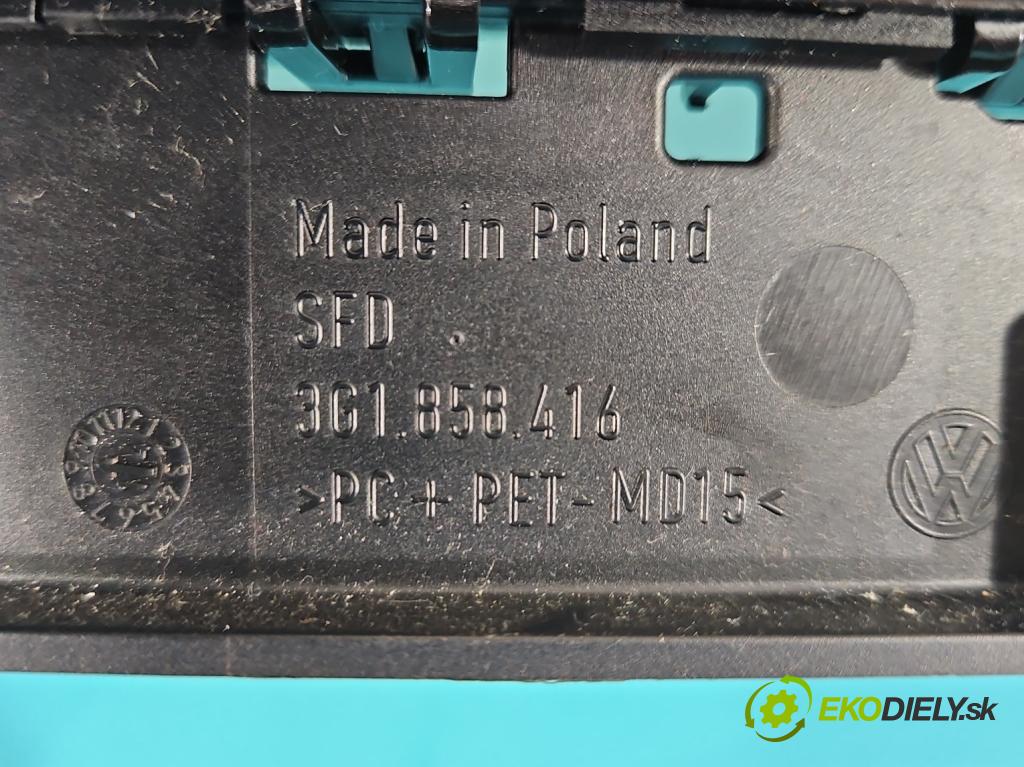 Made in Poland
SFD
3G1.858.416
>PC + PET-MD15<
EKODIELY.sk